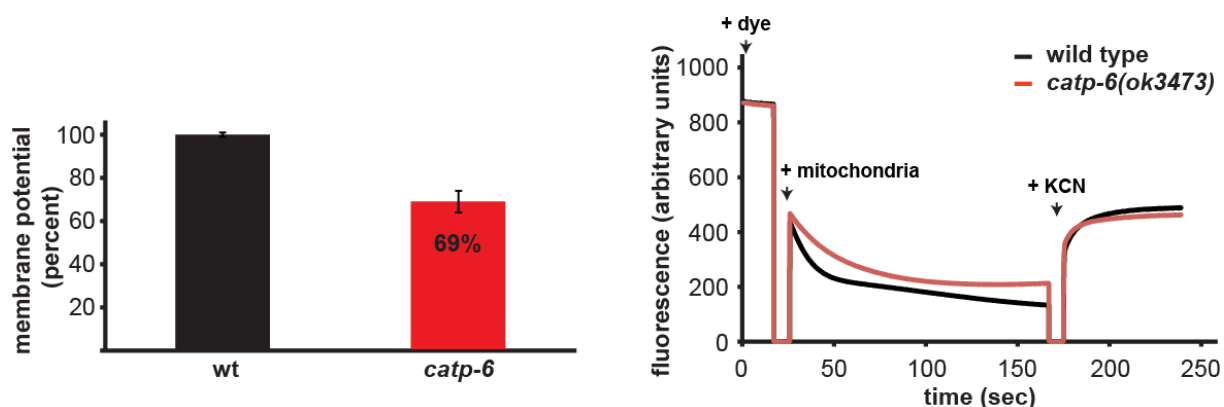 membrane potential
(percent)
100
80
60
40
20
69%
wt
catp-6
+ dye
wild type
catp-6(ok3473)
fluorescence (arbitrary units)
1000
800
600
400
200
0
+ mitochondria
+ KCN
0 50 100 150 200 250
time (sec)